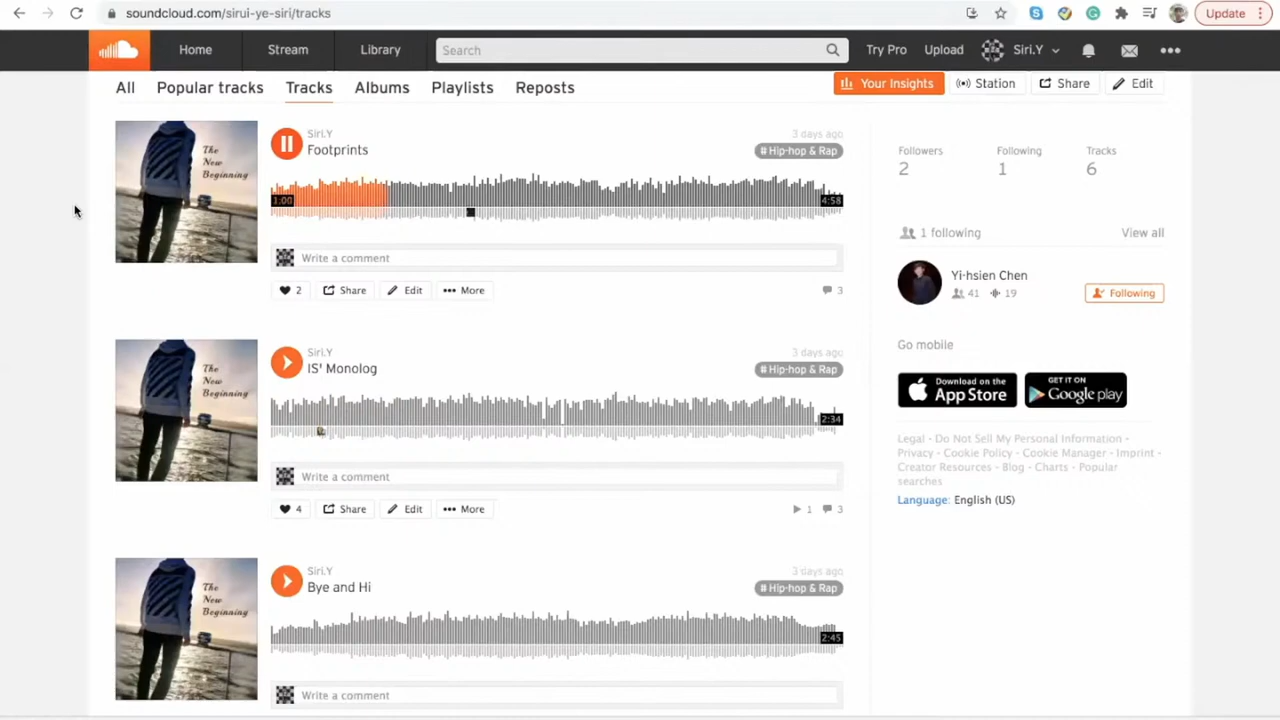 soundcloud.com/sirui-ye-siri/tracks
Update
Home
Stream
Library
Search
Try Pro
Upload
Siri.Y
All
Popular tracks
Tracks
Albums
Playlists
Reposts
Your Insights
Station
Share
Edit
The
New
Beginning
Siri.Y
Footprints
3 days ago
# Hip-hop & Rap
1:00
4:58
Write a comment
2
Share
Edit
More
3
The
New
Beginning
Siri.Y
IS' Monolog
3 days ago
# Hip-hop & Rap
2:34
Write a comment
4
Share
Edit
More
1
3
The
New
Beginning
Siri.Y
Bye and Hi
3 days ago
# Hip-hop & Rap
2:45
Write a comment
Followers
2
Following
1
Tracks
6
1 following
View all
Yi-hsien Chen
41
19
Following
Go mobile
Download on the
App Store
GET IT ON
Google play
Legal - Do Not Sell My Personal Information -
Privacy - Cookie Policy - Cookie Manager - Imprint -
Creator Resources - Blog - Charts - Popular
searches
Language: English (US)